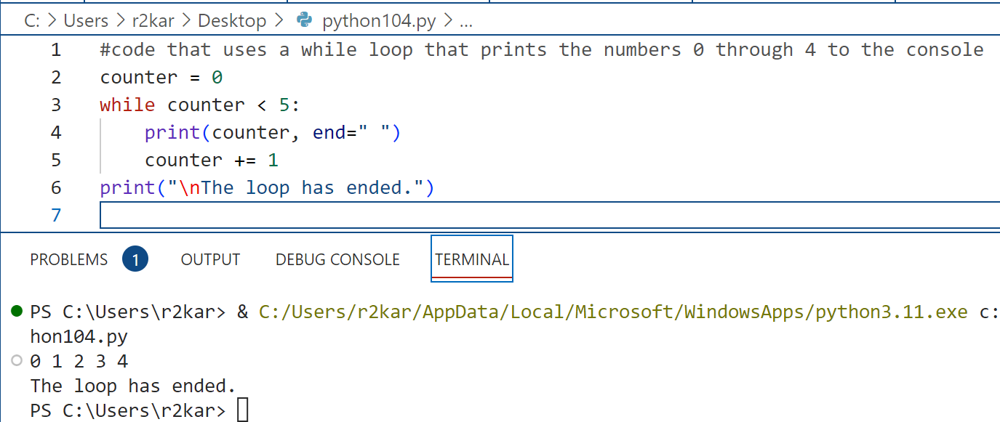 C: > Users > r2kar > Desktop > python104.py > ...
1 #code that uses a while loop that prints the numbers 0 through 4 to the console
2 counter = 0
3 while counter < 5:
4     print(counter, end=" ")
5     counter += 1
6 print("\nThe loop has ended.")
7
PROBLEMS 1 OUTPUT DEBUG CONSOLE TERMINAL
PS C:\Users\r2kar> & C:/Users/r2kar/AppData/Local/Microsoft/WindowsApps/python3.11.exe c:
hon104.py
0 1 2 3 4
The loop has ended.
PS C:\Users\r2kar>